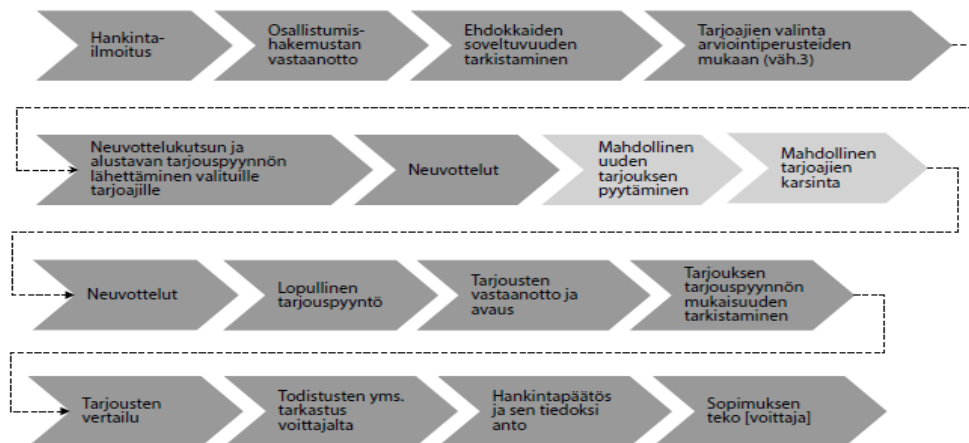 Hankinta-
ilmoitus
Osallistumis-
hakemustan
vastaanotto
Ehdokkaiden
soveltuvuuden
tarkistaminen
Tarjoajien valinta
arviointiperusteiden
mukaan (väh.3)
Neuvottelukutsun ja
alustavan tarjouspyynnön
lähettäminen valituille
tarjoajille
Neuvottelut
Mahdollinen
uuden
tarjouksen
pyytäminen
Mahdollinen
tarjoajien
karsinta
Neuvottelut
Lopullinen
tarjouspyyntö
Tarjousten
vastaanotto ja
avaus
Tarjouksen
tarjouspyynnön
mukaisuuden
tarkistaminen
Tarjousten
vertailu
Todistusten yms.
tarkastus
voittajalta
Hankintapäätös
ja sen tiedoksi
anto
Sopimuksen
teko [voittaja]